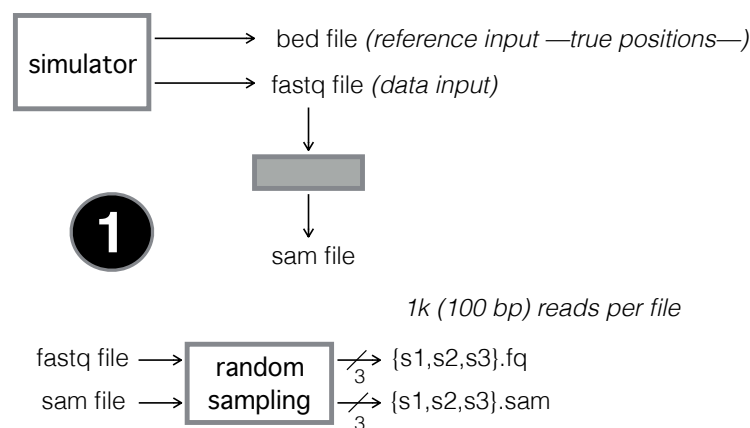 simulator
bed file (reference input —true positions—)
fastq file (data input)
1
sam file
1k (100 bp) reads per file
fastq file
random
sampling
3
{s1,s2,s3}.fq
sam file
3
{s1,s2,s3}.sam